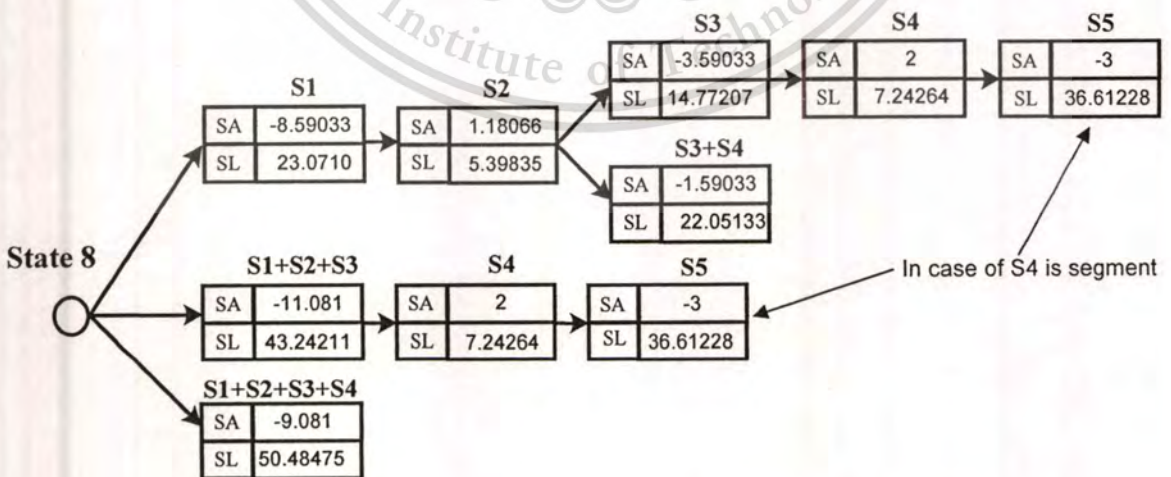 Institute of Techno
S3
S4
S5
SA -3.59033
SL 14.77207
SA 2
SL 7.24264
SA -3
SL 36.61228
S1
S2
SA -8.59033
SL 23.0710
SA 1.18066
SL 5.39835
S3+S4
SA -1.59033
SL 22.05133
State 8
S1+S2+S3
S4
S5
In case of S4 is segment
SA -11.081
SL 43.24211
SA 2
SL 7.24264
SA -3
SL 36.61228
S1+S2+S3+S4
SA -9.081
SL 50.48475